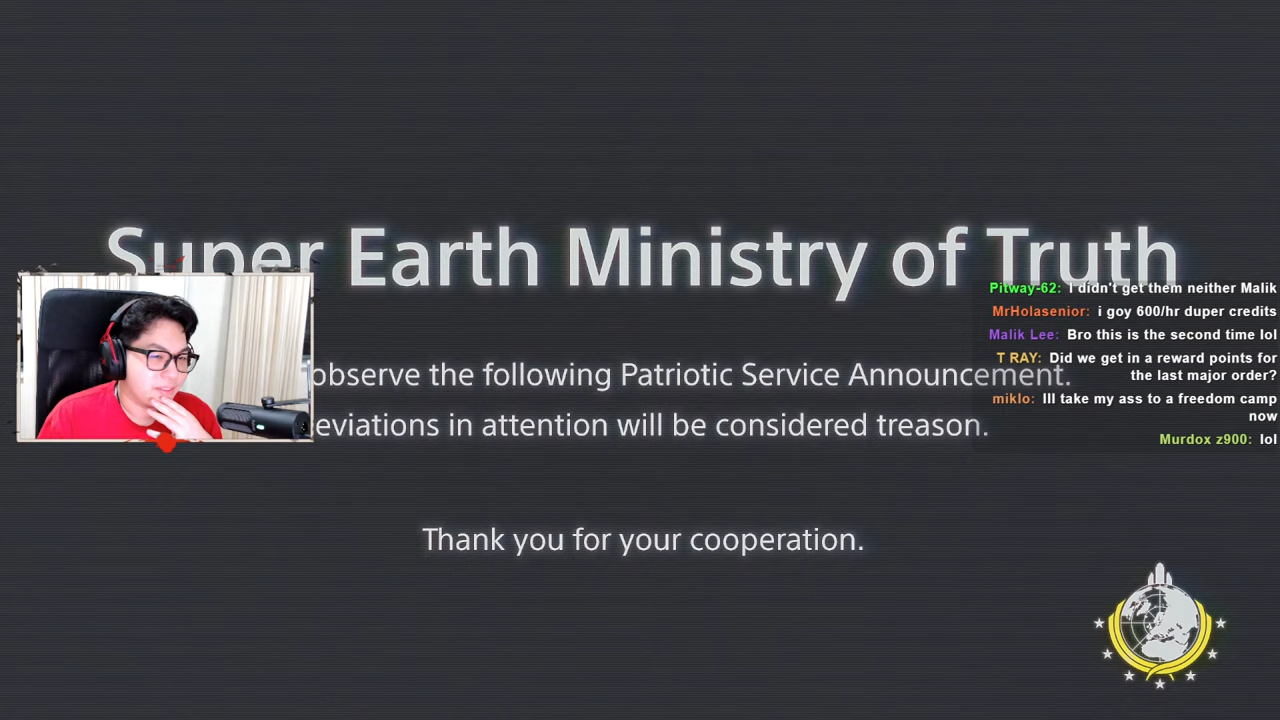 Super Earth Ministry of Truth
observe the following Patriotic Service Announcement.
eviations in attention will be considered treason.
Thank you for your cooperation.
Pitway-62: I didn't get them neither Malik
MrHolasenior: i goy 600/hr duper credits
Malik Lee: Bro this is the second time lol
T RAY: Did we get in a reward points for
the last major order?
miklo: Ill take my ass to a freedom camp
now
Murdox z900: lol